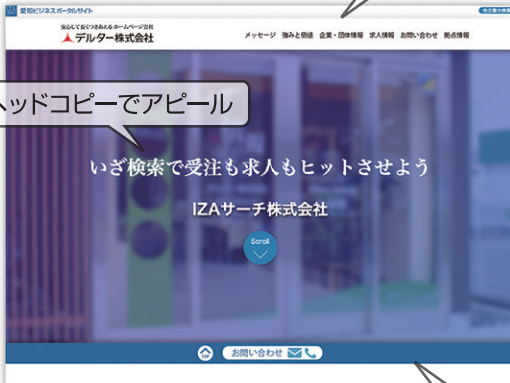 愛知ビジネスポータルサイト
安心して長くつきあえるホームページ会社
デルター株式会社
メッセージ 強みと価値 企業・団体情報 求人情報 お問い合わせ 拠点情報
ヘッドコピーでアピール
いざ検索で受注も求人もヒットさせよう
IZAサーチ株式会社
Scroll
TOP
お問い合わせ